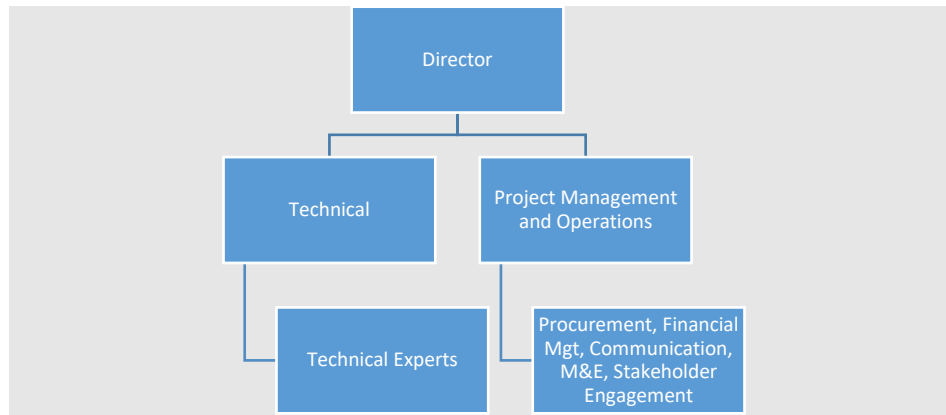 Director
Technical
Project Management
and Operations
Technical Experts
Procurement, Financial
Mgt, Communication,
M&E, Stakeholder
Engagement